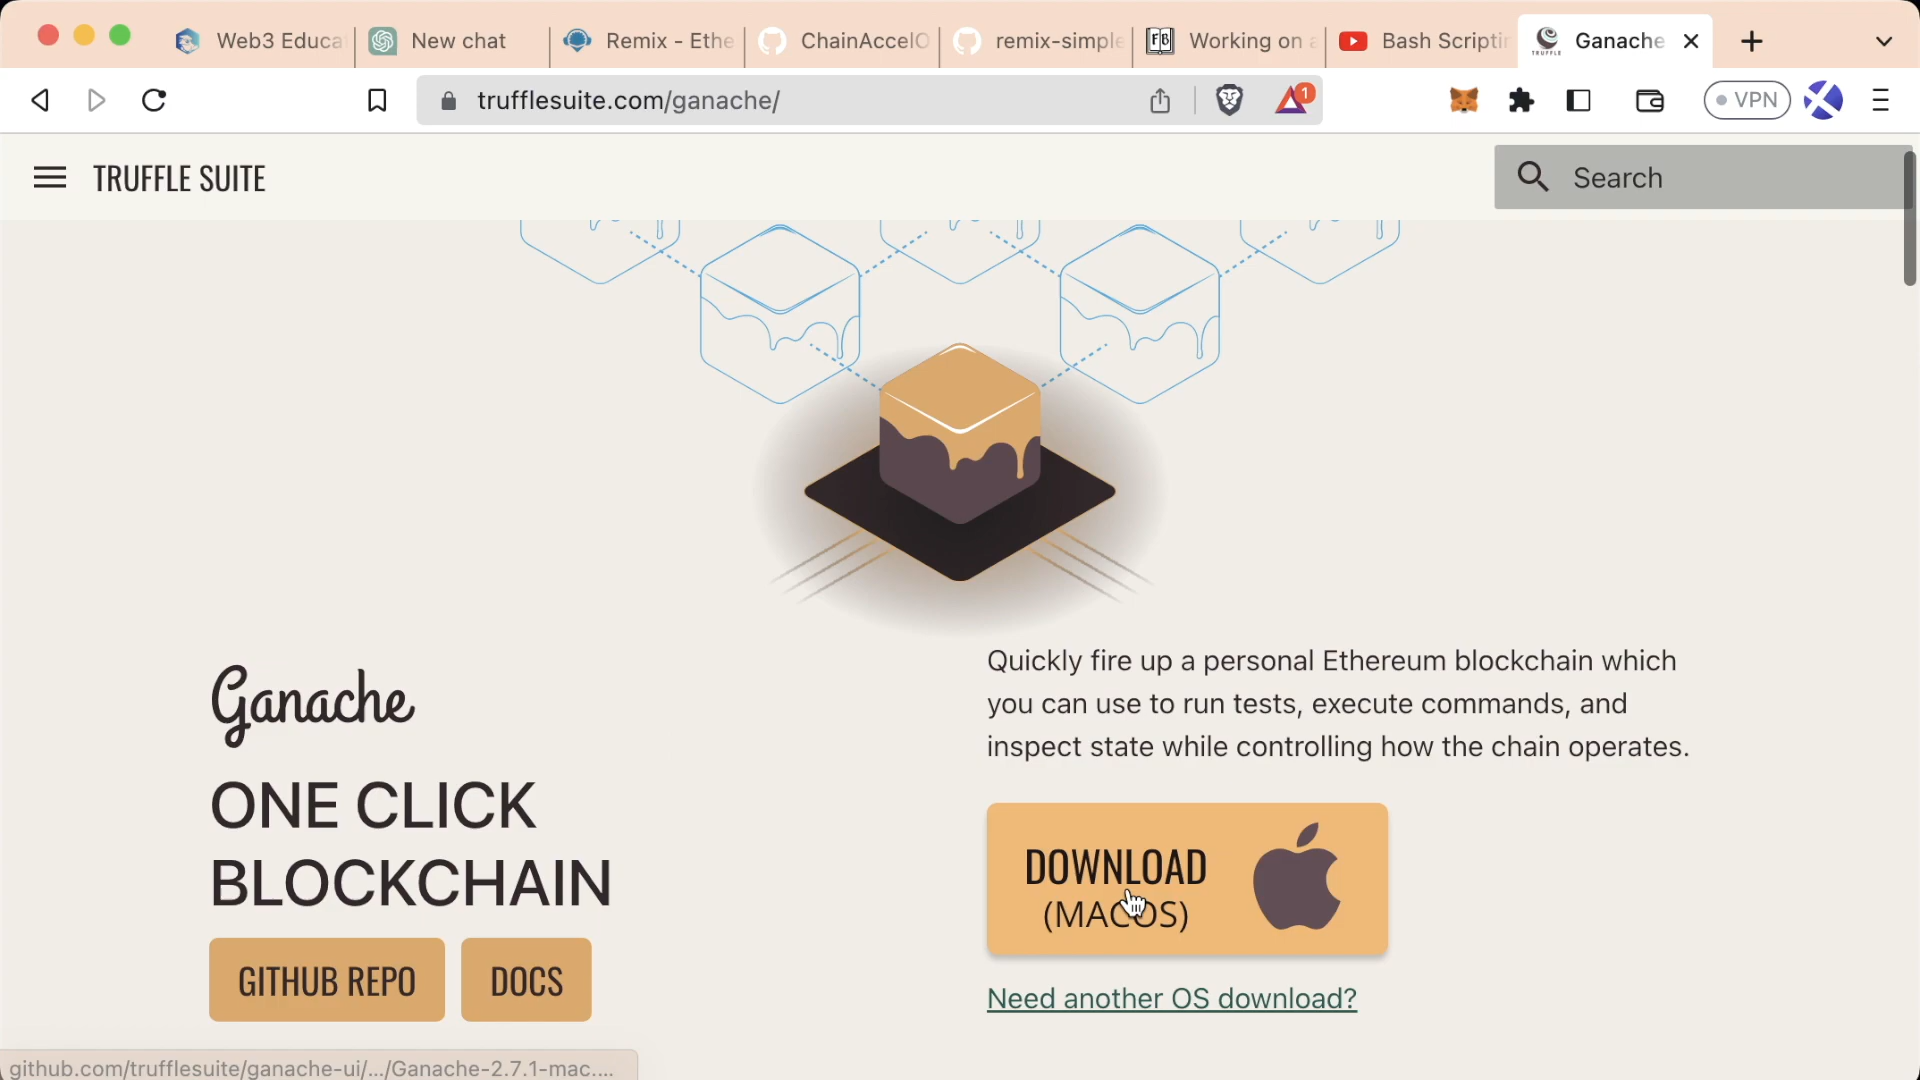 Web3 Educa
New chat
Remix - Ethe
ChainAccelO
remix-simple
Working on a
Bash Scriptin
TRUFFLE
Ganache
trufflesuite.com/ganache/
1
VPN
TRUFFLE SUITE
Search
Ganache
ONE CLICK
BLOCKCHAIN
GITHUB REPO
DOCS
Quickly fire up a personal Ethereum blockchain which
you can use to run tests, execute commands, and
inspect state while controlling how the chain operates.
DOWNLOAD
(MACOS)
Need another OS download?
github.com/trufflesuite/ganache-ui/.../Ganache-2.7.1-mac....